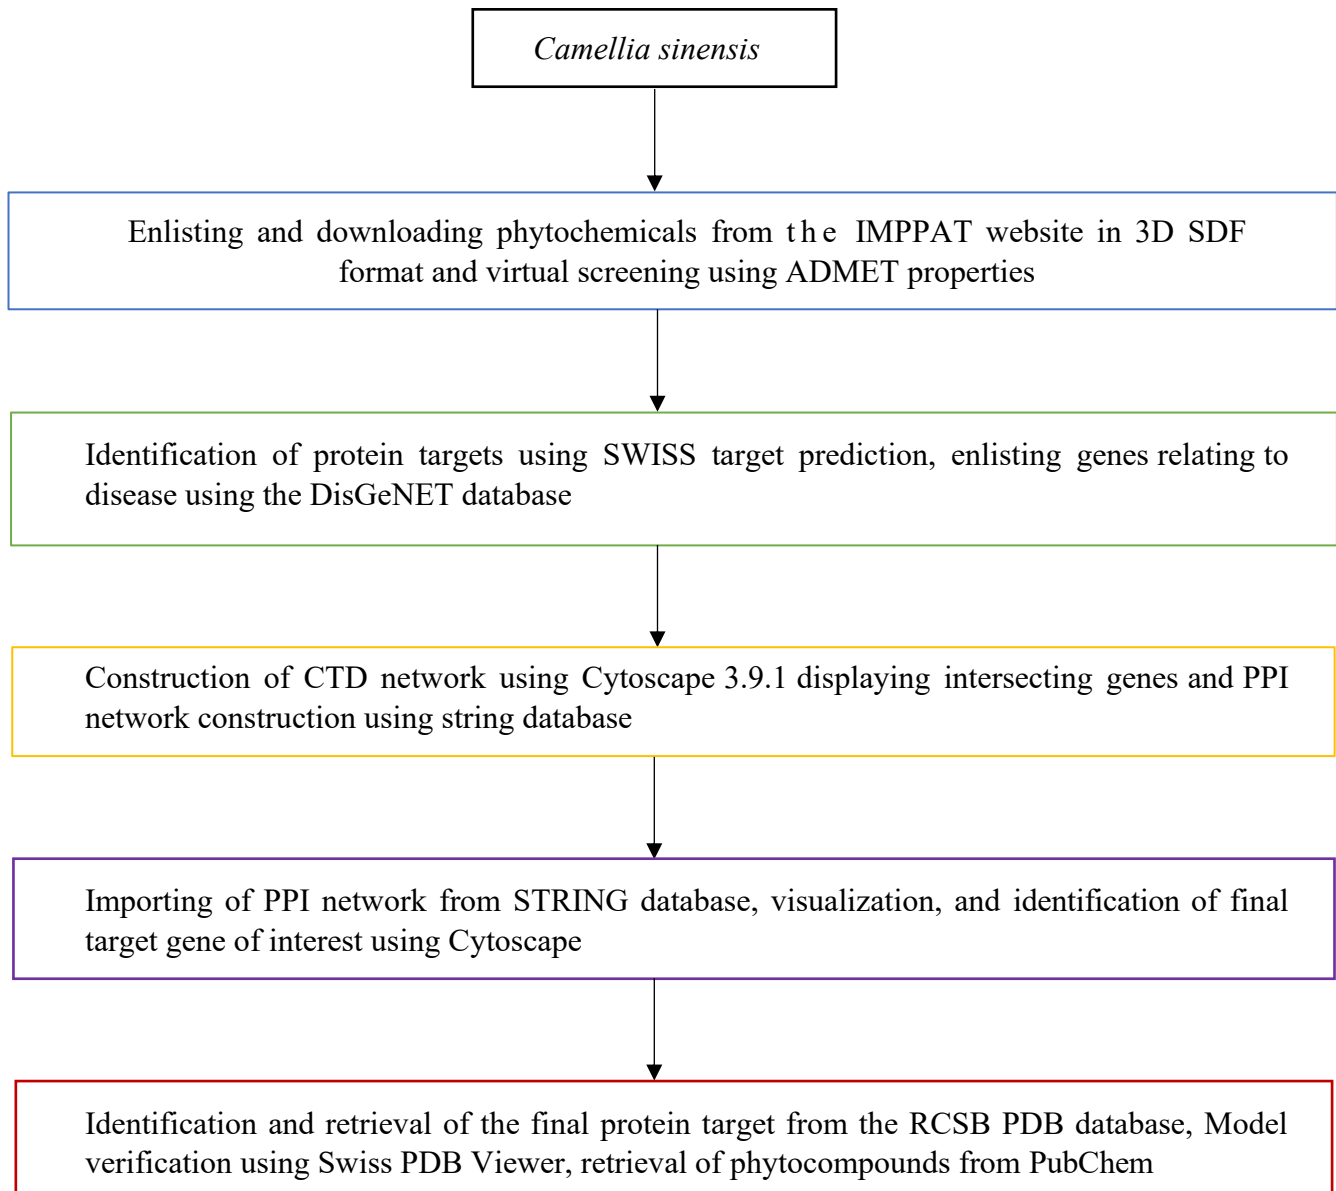 Camellia sinensis
Enlisting and downloading phytochemicals from the IMPPAT website in 3D SDF
format and virtual screening using ADMET properties
Identification of protein targets using SWISS target prediction, enlisting genes relating to
disease using the DisGeNET database
Construction of CTD network using Cytoscape 3.9.1 displaying intersecting genes and PPI
network construction using string database
Importing of PPI network from STRING database, visualization, and identification of final
target gene of interest using Cytoscape
Identification and retrieval of the final protein target from the RCSB PDB database, Model
verification using Swiss PDB Viewer, retrieval of phytocompounds from PubChem